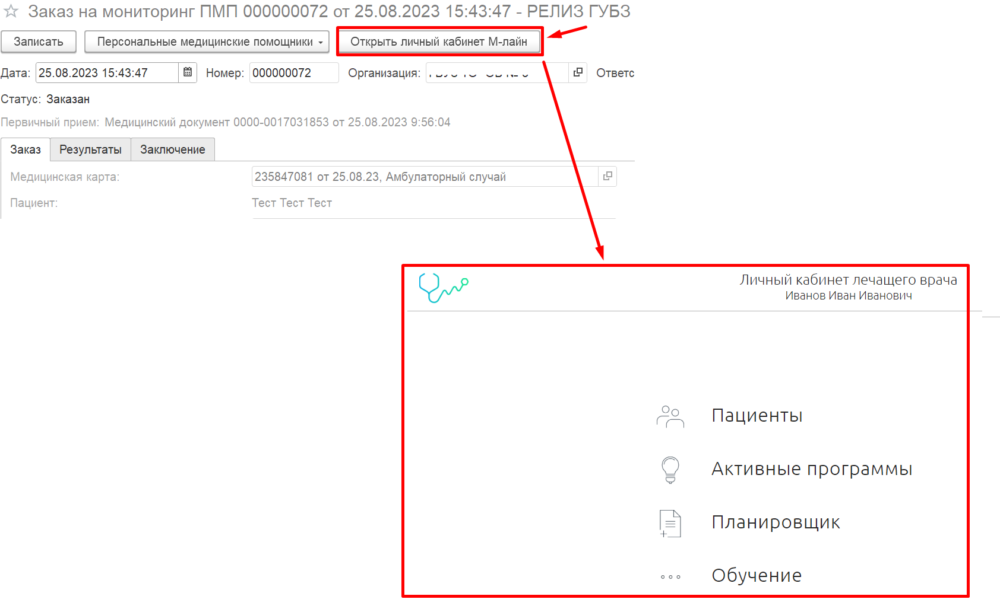 Заказ на мониторинг ПМП 000000072 от 25.08.2023 15:43:47 - РЕЛИЗ ГУБЗ
Записать Персональные медицинские помощники Открыть личный кабинет М-лайн
Дата: 25.08.2023 15:43:47 Номер: 000000072 Организация: Ответс
Статус: Заказан
Первичный прием: Медицинский документ 0000-0017031853 от 25.08.2023 9:56:04
Заказ Результаты Заключение
Медицинская карта: 235847081 от 25.08.23, Амбулаторный случай
Пациент: Тест Тест Тест
Личный кабинет лечащего врача
Иванов Иван Иванович
Пациенты
Активные программы
Планировщик
Обучение